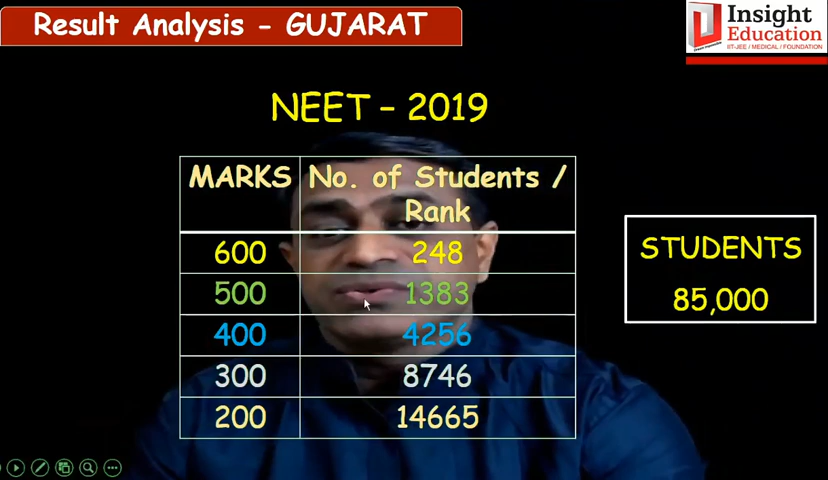 Result Analysis – GUJARAT
Insight
Education
IIT-JEE / MEDICAL / FOUNDATION
NEET – 2019
MARKS No. of Students /
Rank
600 248
500 1383
400 4256
300 8746
200 14665
STUDENTS
85,000